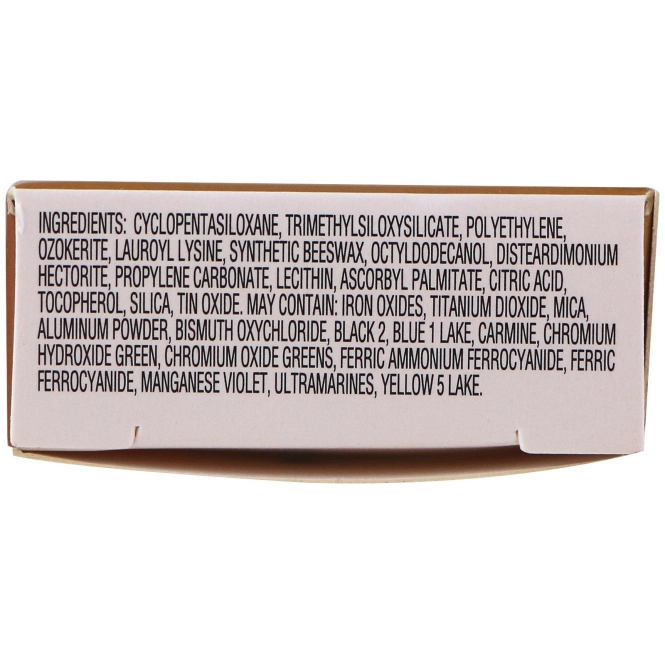 INGREDIENTS: CYCLOPENTASILOXANE, TRIMETHYLSILOXYSILICATE, POLYETHYLENE,
OZOKERITE, LAUROYL LYSINE, SYNTHETIC BEESWAX, OCTYLDODECANOL, DISTEARDIMONIUM
HECTORITE, PROPYLENE CARBONATE, LECITHIN, ASCORBYL PALMITATE, CITRIC ACID,
TOCOPHEROL, SILICA, TIN OXIDE. MAY CONTAIN: IRON OXIDES, TITANIUM DIOXIDE, MICA,
ALUMINUM POWDER, BISMUTH OXYCHLORIDE, BLACK 2, BLUE 1 LAKE, CARMINE, CHROMIUM
HYDROXIDE GREEN, CHROMIUM OXIDE GREENS, FERRIC AMMONIUM FERROCYANIDE, FERRIC
FERROCYANIDE, MANGANESE VIOLET, ULTRAMARINES, YELLOW 5 LAKE.